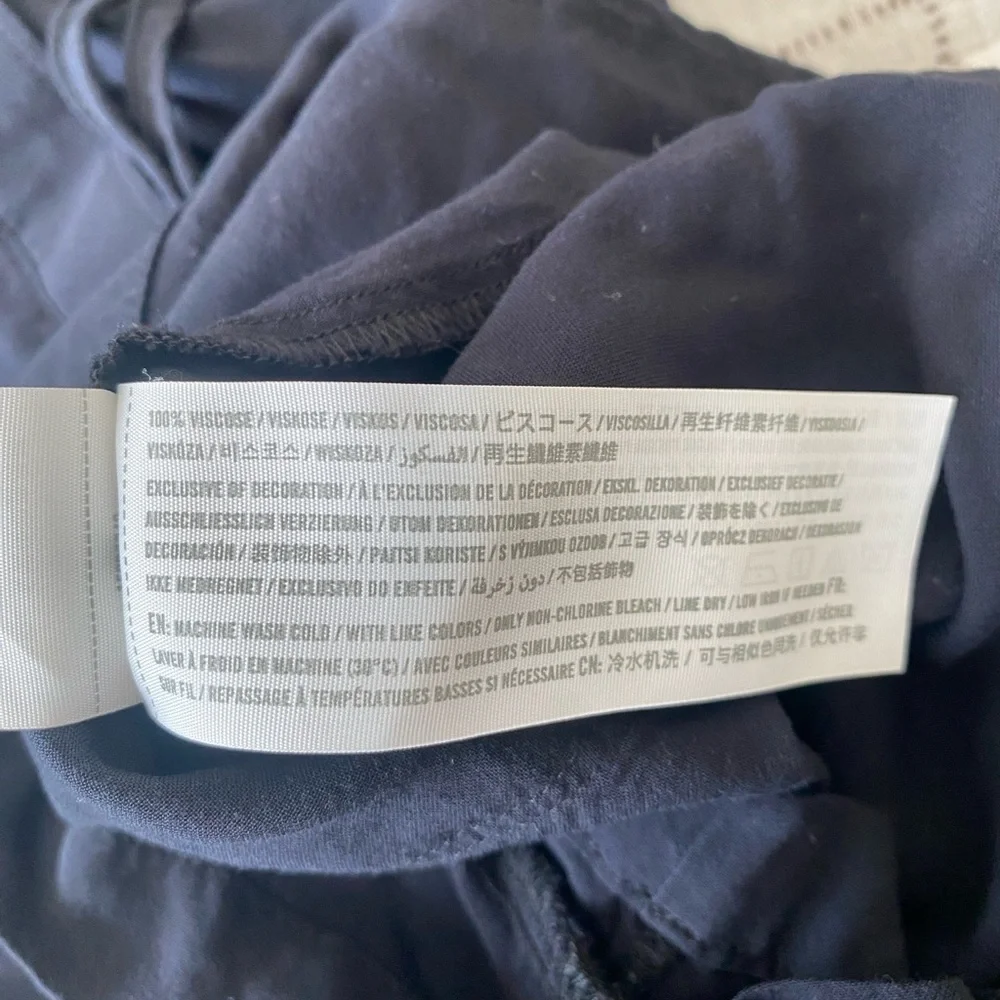 100% VISCOSE / VISKOSE / VISKOS / VISCOSA / ビスコース / VISCOSILLA / 再生纤维素纤维 /
VISKÓZA / 비스코스 / WISKOZA / الفسكوز / 再生纖維素纖維
EXCLUSIVE OF DECORATION / À L'EXCLUSION DE LA DÉCORATION / EKSKL. DEKORATION / EXCLUSIEF DECORATIE /
AUSSCHLIESSLICH VERZIERUNG / UTOM DEKORATIONEN / ESCLUSA DECORAZIONE / 装飾を除く / EXCLUSIVO DE
DECORACIÓN / 装飾物除外 / PAITSI KORISTE / S VÝJIMKOU OZDOB / 고급 장식 / OPRÓCZ DEKORACJI / DEKORASJON
IKKE MEDREGNET / EXCLUSIVO DO ENFEITE / دون زخرفة / 不包括飾物
EN: MACHINE WASH COLD / WITH LIKE COLORS / ONLY NON-CHLORINE BLEACH / LINE DRY / LOW IRON IF NEEDED FR:
LAVER À FROID EN MACHINE (30°C) / AVEC COULEURS SIMILAIRES / BLANCHIMENT SANS CHLORE UNIQUEMENT / SÉCHER
SUR FIL / REPASSAGE À TEMPÉRATURES BASSES SI NÉCESSAIRE CN: 冷水机洗 / 可与相似色同洗 / 仅允许非